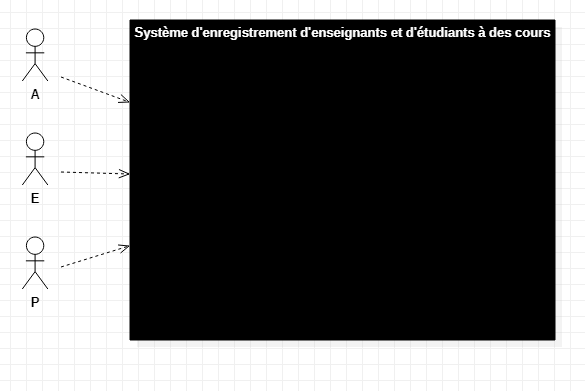 Système d'enregistrement d'enseignants et d'étudiants à des cours
A
E
P